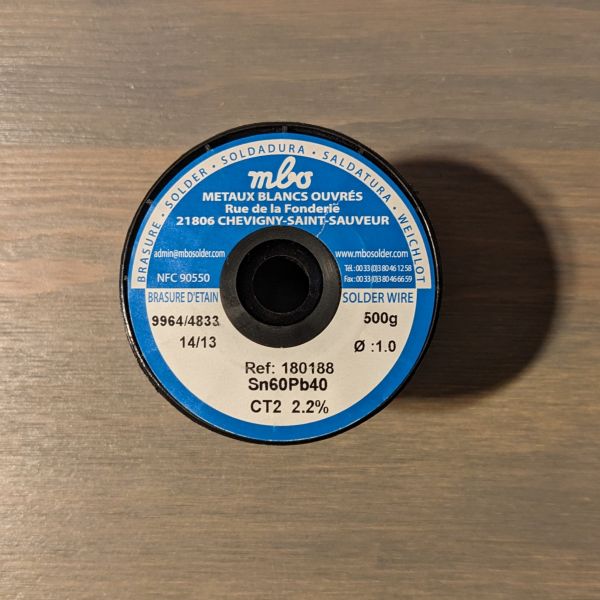 BRASURE • SOLDER • SOLDADURA • SALDATURA • WEICHLOT
mbo
METAUX BLANCS OUVRÉS
Rue de la Fonderie
21806 CHEVIGNY-SAINT-SAUVEUR
admin@mbosolder.com
www.mbosolder.com
NFC 90550
Tél.: 00 33 (0)3 80 46 12 58
Fax : 00 33 (0)3 80 46 66 59
BRASURE D'ETAIN
SOLDER WIRE
9964/4833
500g
14/13
Ø :1.0
Ref: 180188
Sn60Pb40
CT2 2.2%